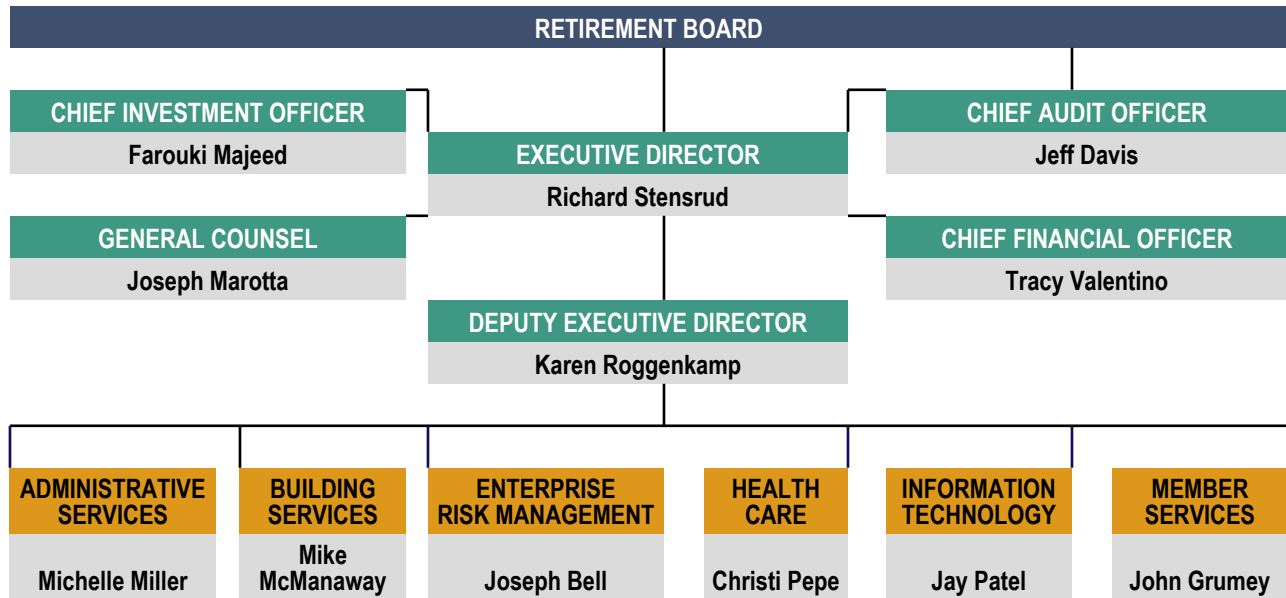 RETIREMENT BOARD
CHIEF INVESTMENT OFFICER
Farouki Majeed
CHIEF AUDIT OFFICER
Jeff Davis
EXECUTIVE DIRECTOR
Richard Stensrud
GENERAL COUNSEL
Joseph Marotta
CHIEF FINANCIAL OFFICER
Tracy Valentino
DEPUTY EXECUTIVE DIRECTOR
Karen Roggenkamp
ADMINISTRATIVE
SERVICES
Michelle Miller
BUILDING
SERVICES
Mike
McManaway
ENTERPRISE
RISK MANAGEMENT
Joseph Bell
HEALTH
CARE
Christi Pepe
INFORMATION
TECHNOLOGY
Jay Patel
MEMBER
SERVICES
John Grumey